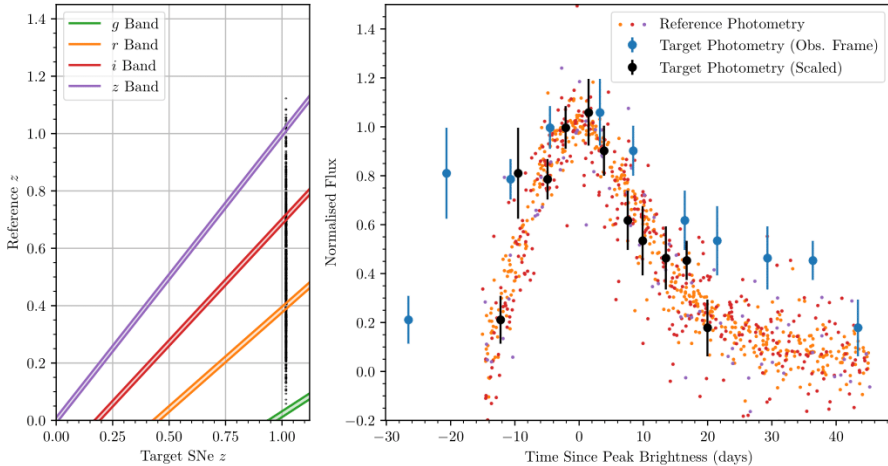 1.4
1.2
1.0
0.8
0.6
0.4
0.2
0.0
Reference z
g Band
r Band
i Band
z Band
0.00
0.25
0.50
0.75
1.00
Target SNe z
1.4
1.2
1.0
0.8
0.6
0.4
0.2
0.0
−0.2
Normalised Flux
Reference Photometry
Target Photometry (Obs. Frame)
Target Photometry (Scaled)
−30
−20
−10
0
10
20
30
40
Time Since Peak Brightness (days)